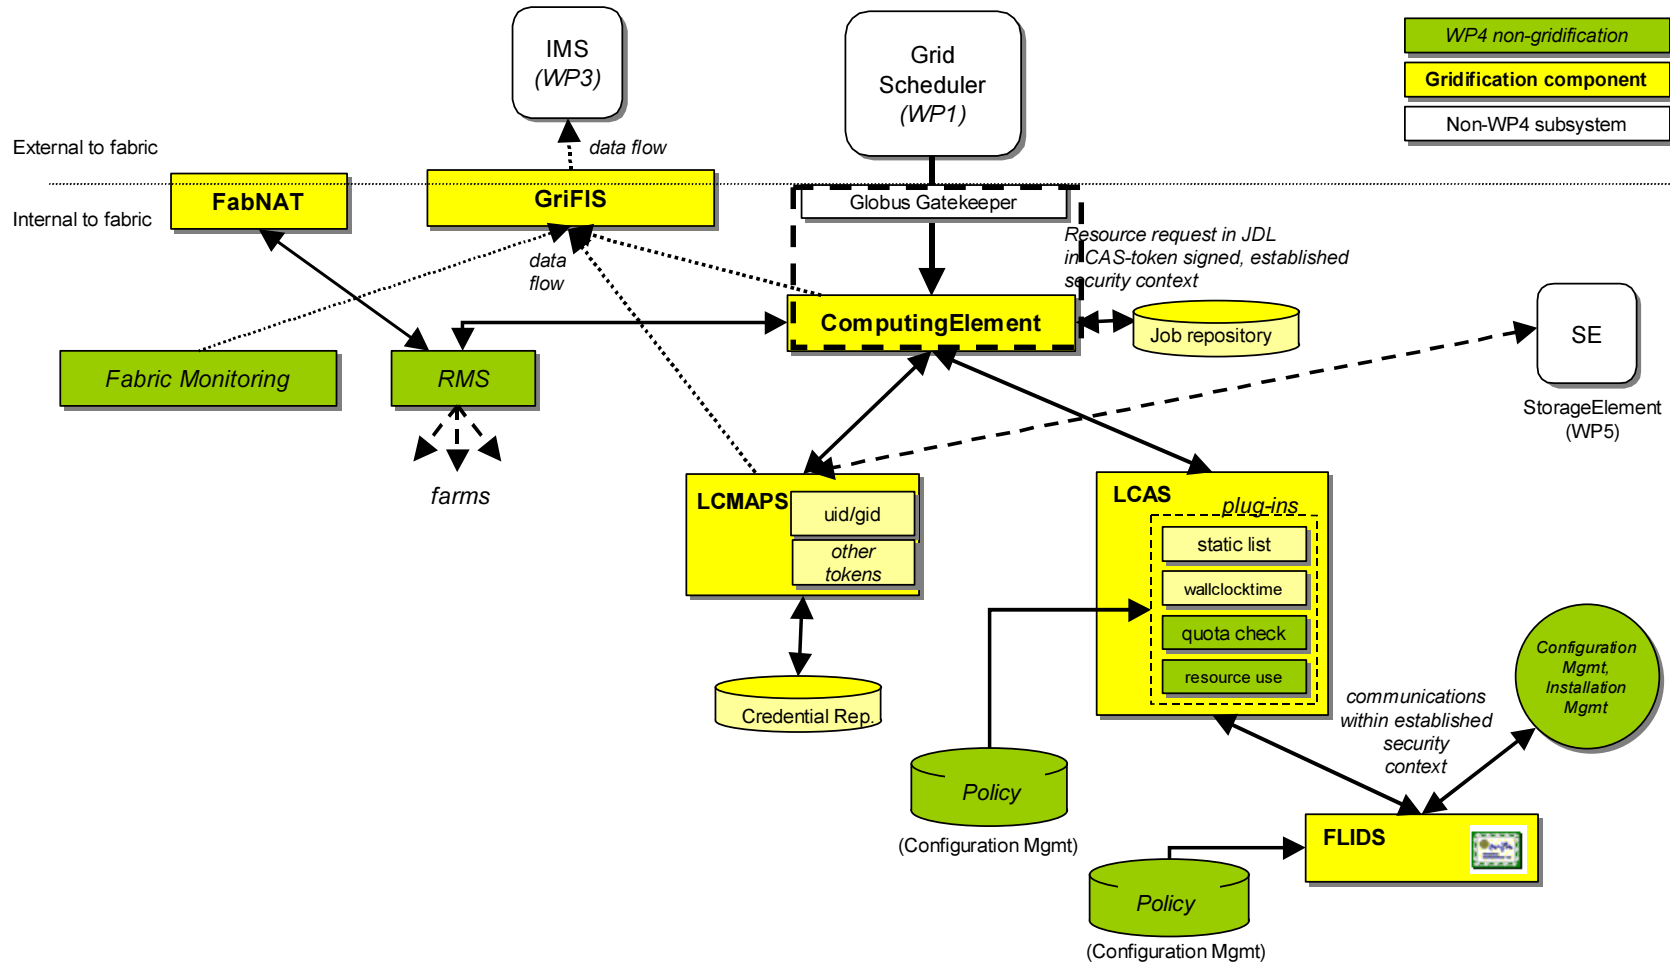 IMS
(WP3)
Grid
Scheduler
(WP1)
WP4 non-gridification
Gridification component
Non-WP4 subsystem
External to fabric
data flow
FabNAT
GriFIS
Globus Gatekeeper
Internal to fabric
Resource request in JDL
in CAS-token signed, established
security context
data
flow
ComputingElement
Job repository
SE
StorageElement
(WP5)
Fabric Monitoring
RMS
farms
LCMAPS
uid/gid
other
tokens
LCAS
plug-ins
static list
wallclocktime
quota check
resource use
Configuration
Mgmt,
Installation
Mgmt
Credential Rep.
communications
within established
security
context
Policy
(Configuration Mgmt)
FLIDS
Policy
(Configuration Mgmt)